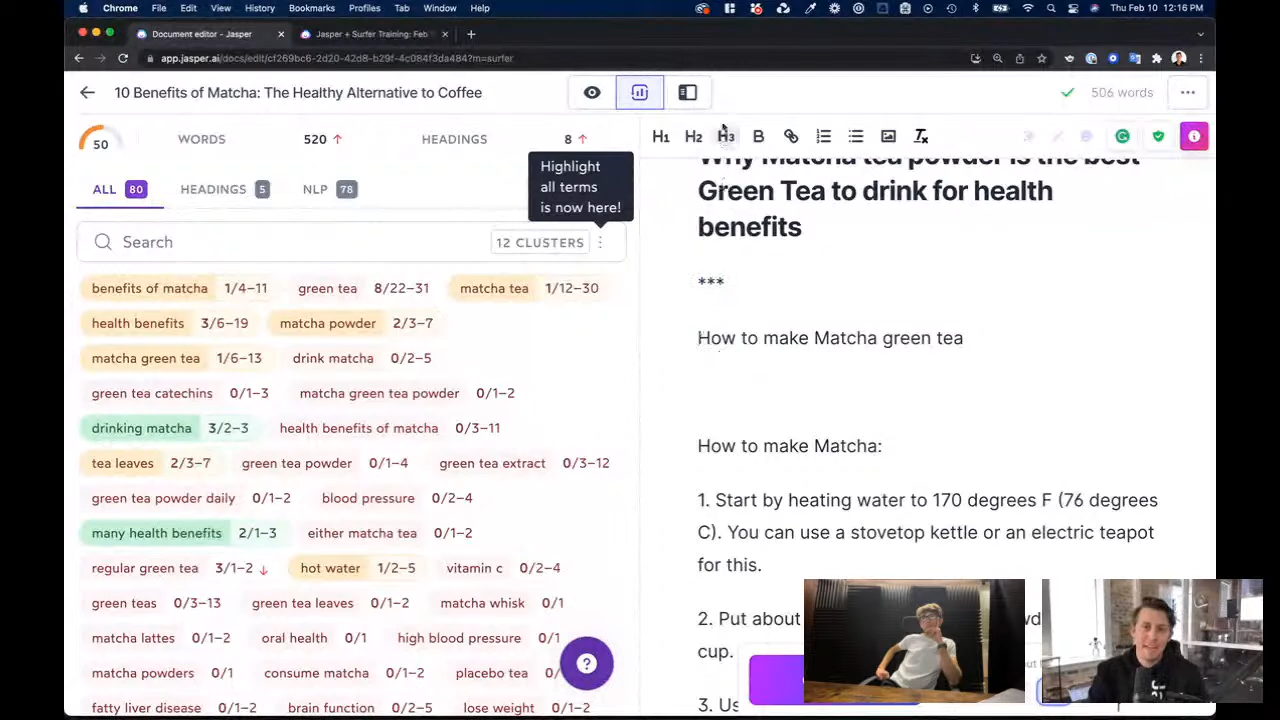 Chrome File Edit View History Bookmarks Profiles Tab Window Help Thu Feb 10 12:16 PM
Document editor - Jasper
Jasper + Surfer Training: Feb
app.jasper.ai/docs/edit/cf269bc6-2d20-42d8-b29f-4c084f3da484?m=surfer
10 Benefits of Matcha: The Healthy Alternative to Coffee
506 words
50 WORDS 520 ↑ HEADINGS 8 ↑
H1 H2 H3 B
ALL 80 HEADINGS 5 NLP 78
Highlight
all terms
is now here!
Search
12 CLUSTERS
benefits of matcha 1/4–11 green tea 8/22–31 matcha tea 1/12–30
health benefits 3/6–19 matcha powder 2/3–7
matcha green tea 1/6–13 drink matcha 0/2–5
green tea catechins 0/1–3 matcha green tea powder 0/1–2
drinking matcha 3/2–3 health benefits of matcha 0/3–11
tea leaves 2/3–7 green tea powder 0/1–4 green tea extract 0/3–12
green tea powder daily 0/1–2 blood pressure 0/2–4
many health benefits 2/1–3 either matcha tea 0/1–2
regular green tea 3/1–2 ↓ hot water 1/2–5 vitamin c 0/2–4
green teas 0/3–13 green tea leaves 0/1–2 matcha whisk 0/1
matcha lattes 0/1–2 oral health 0/1 high blood pressure 0/1
matcha powders 0/1 consume matcha 0/1–2 placebo tea
fatty liver disease 0/1–2 brain function 0/2–5 lose weight 0/1–2
?
Why Matcha tea powder is the best
Green Tea to drink for health
benefits
***
How to make Matcha green tea
How to make Matcha:
1. Start by heating water to 170 degrees F (76 degrees
C). You can use a stovetop kettle or an electric teapot
for this.
2. Put about
cup.
3.